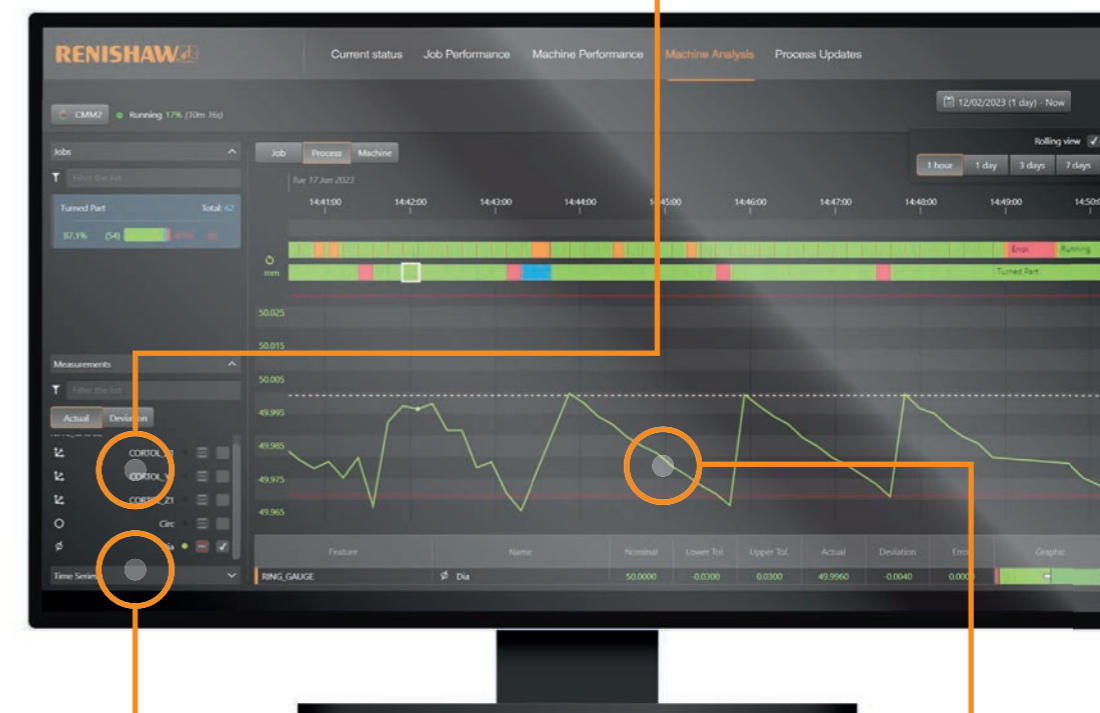 RENISHAW
Current status Job Performance Machine Performance Machine Analysis Process Updates
12/02/2023 (1 day) - Now
CMM2 Running 17% (10m 16s)
Rolling view
Jobs
Job Process Machine
1 hour 1 day 3 days 7 days
Filter the list
Tue 17 Jan 2023
Turned Part Total: 62
14:41:00 14:42:00 14:43:00 14:44:00 14:45:00 14:46:00 14:47:00 14:48:00 14:49:00 14:50:0
87.1% (54)
Error Running
mm Turned Part
50.025
50.015
Measurements
50.005
Filter the list
49.995
Actual Deviation
49.985
49.975
CORTOL_Z1
49.965
Circ
Feature Name Nominal Lower Tol. Upper Tol. Actual Deviation Error Graphic
Time Series
RING_GAUGE Ø Dia 50.0000 -0.0300 0.0300 49.9960 -0.0040 0.0000